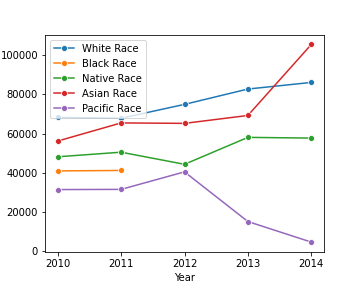 White Race
Black Race
Native Race
Asian Race
Pacific Race
100000
80000
60000
40000
20000
0
2010 2011 2012 2013 2014
Year